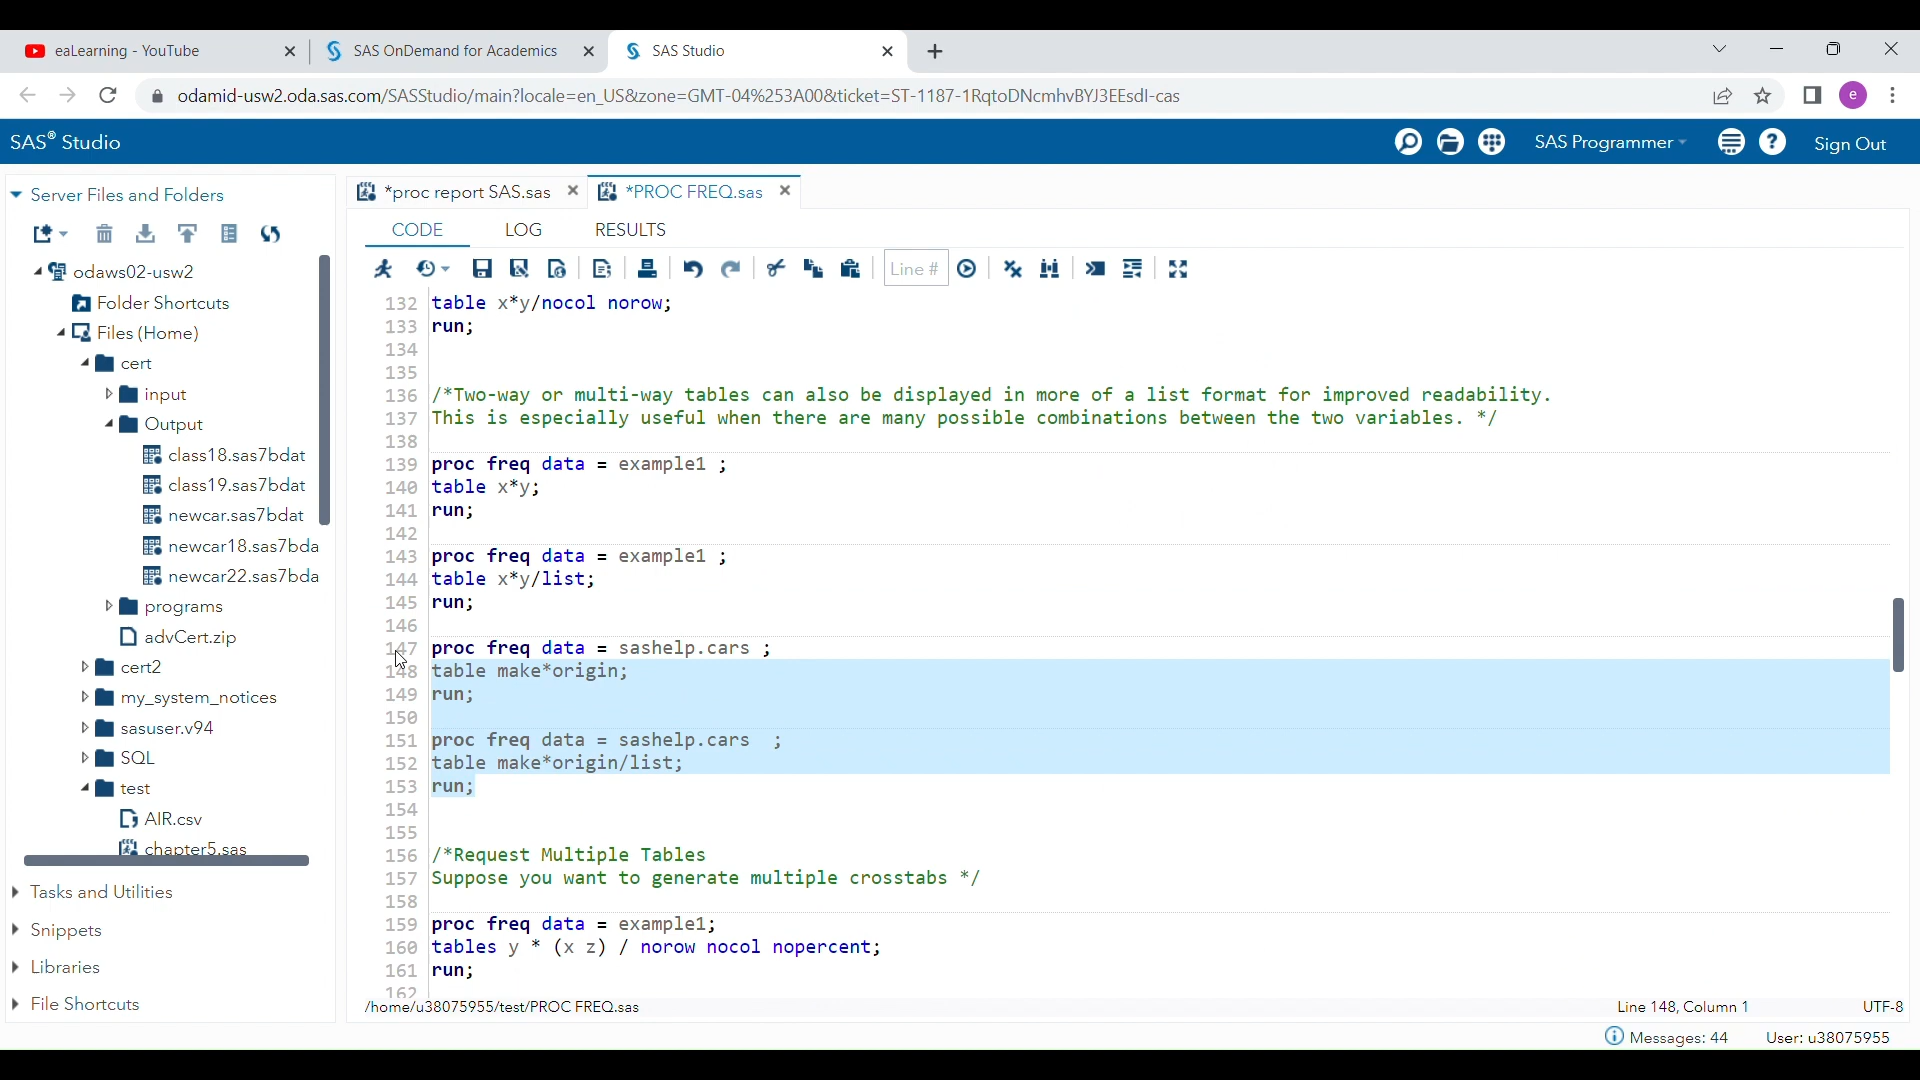 eaLearning - YouTube
SAS OnDemand for Academics
SAS Studio
odamid-usw2.oda.sas.com/SASStudio/main?locale=en_US&zone=GMT-04%253A00&ticket=ST-1187-1RqtoDNcmhvBYJ3EEsdl-cas
e
SAS® Studio
SAS Programmer
Sign Out
Server Files and Folders
odaws02-usw2
Folder Shortcuts
Files (Home)
cert
input
Output
class18.sas7bdat
class19.sas7bdat
newcar.sas7bdat
newcar18.sas7bda
newcar22.sas7bda
programs
advCert.zip
cert2
my_system_notices
sasuser.v94
SQL
test
AIR.csv
chapter5.sas
Tasks and Utilities
Snippets
Libraries
File Shortcuts
*proc report SAS.sas
*PROC FREQ.sas
CODE LOG RESULTS
Line #
132 table x*y/nocol norow;
133 run;
134
135
136 /*Two-way or multi-way tables can also be displayed in more of a list format for improved readability.
137 This is especially useful when there are many possible combinations between the two variables. */
138
139 proc freq data = example1 ;
140 table x*y;
141 run;
142
143 proc freq data = example1 ;
144 table x*y/list;
145 run;
146
147 proc freq data = sashelp.cars ;
148 table make*origin;
149 run;
150
151 proc freq data = sashelp.cars  ;
152 table make*origin/list;
153 run;
154
155
156 /*Request Multiple Tables
157 Suppose you want to generate multiple crosstabs */
158
159 proc freq data = example1;
160 tables y * (x z) / norow nocol nopercent;
161 run;
162
/home/u38075955/test/PROC FREQ.sas
Line 148, Column 1
UTF-8
Messages: 44
User: u38075955